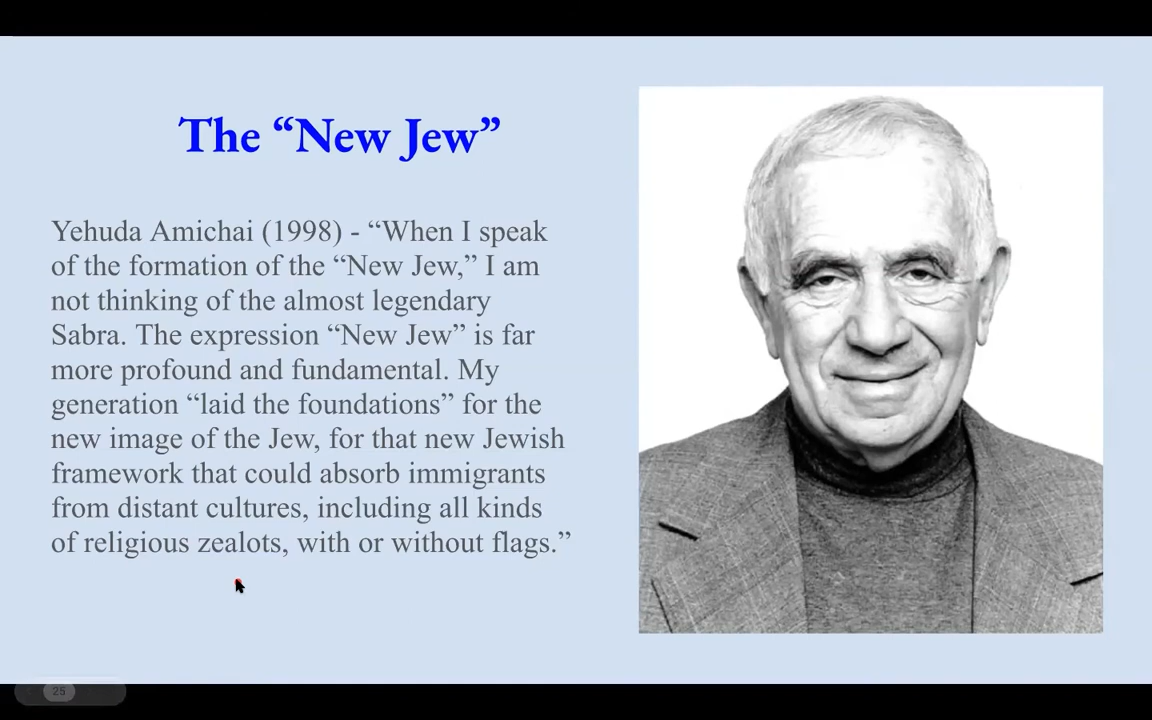 The “New Jew”
Yehuda Amichai (1998) - “When I speak
of the formation of the “New Jew,” I am
not thinking of the almost legendary
Sabra. The expression “New Jew” is far
more profound and fundamental. My
generation “laid the foundations” for the
new image of the Jew, for that new Jewish
framework that could absorb immigrants
from distant cultures, including all kinds
of religious zealots, with or without flags.”
25